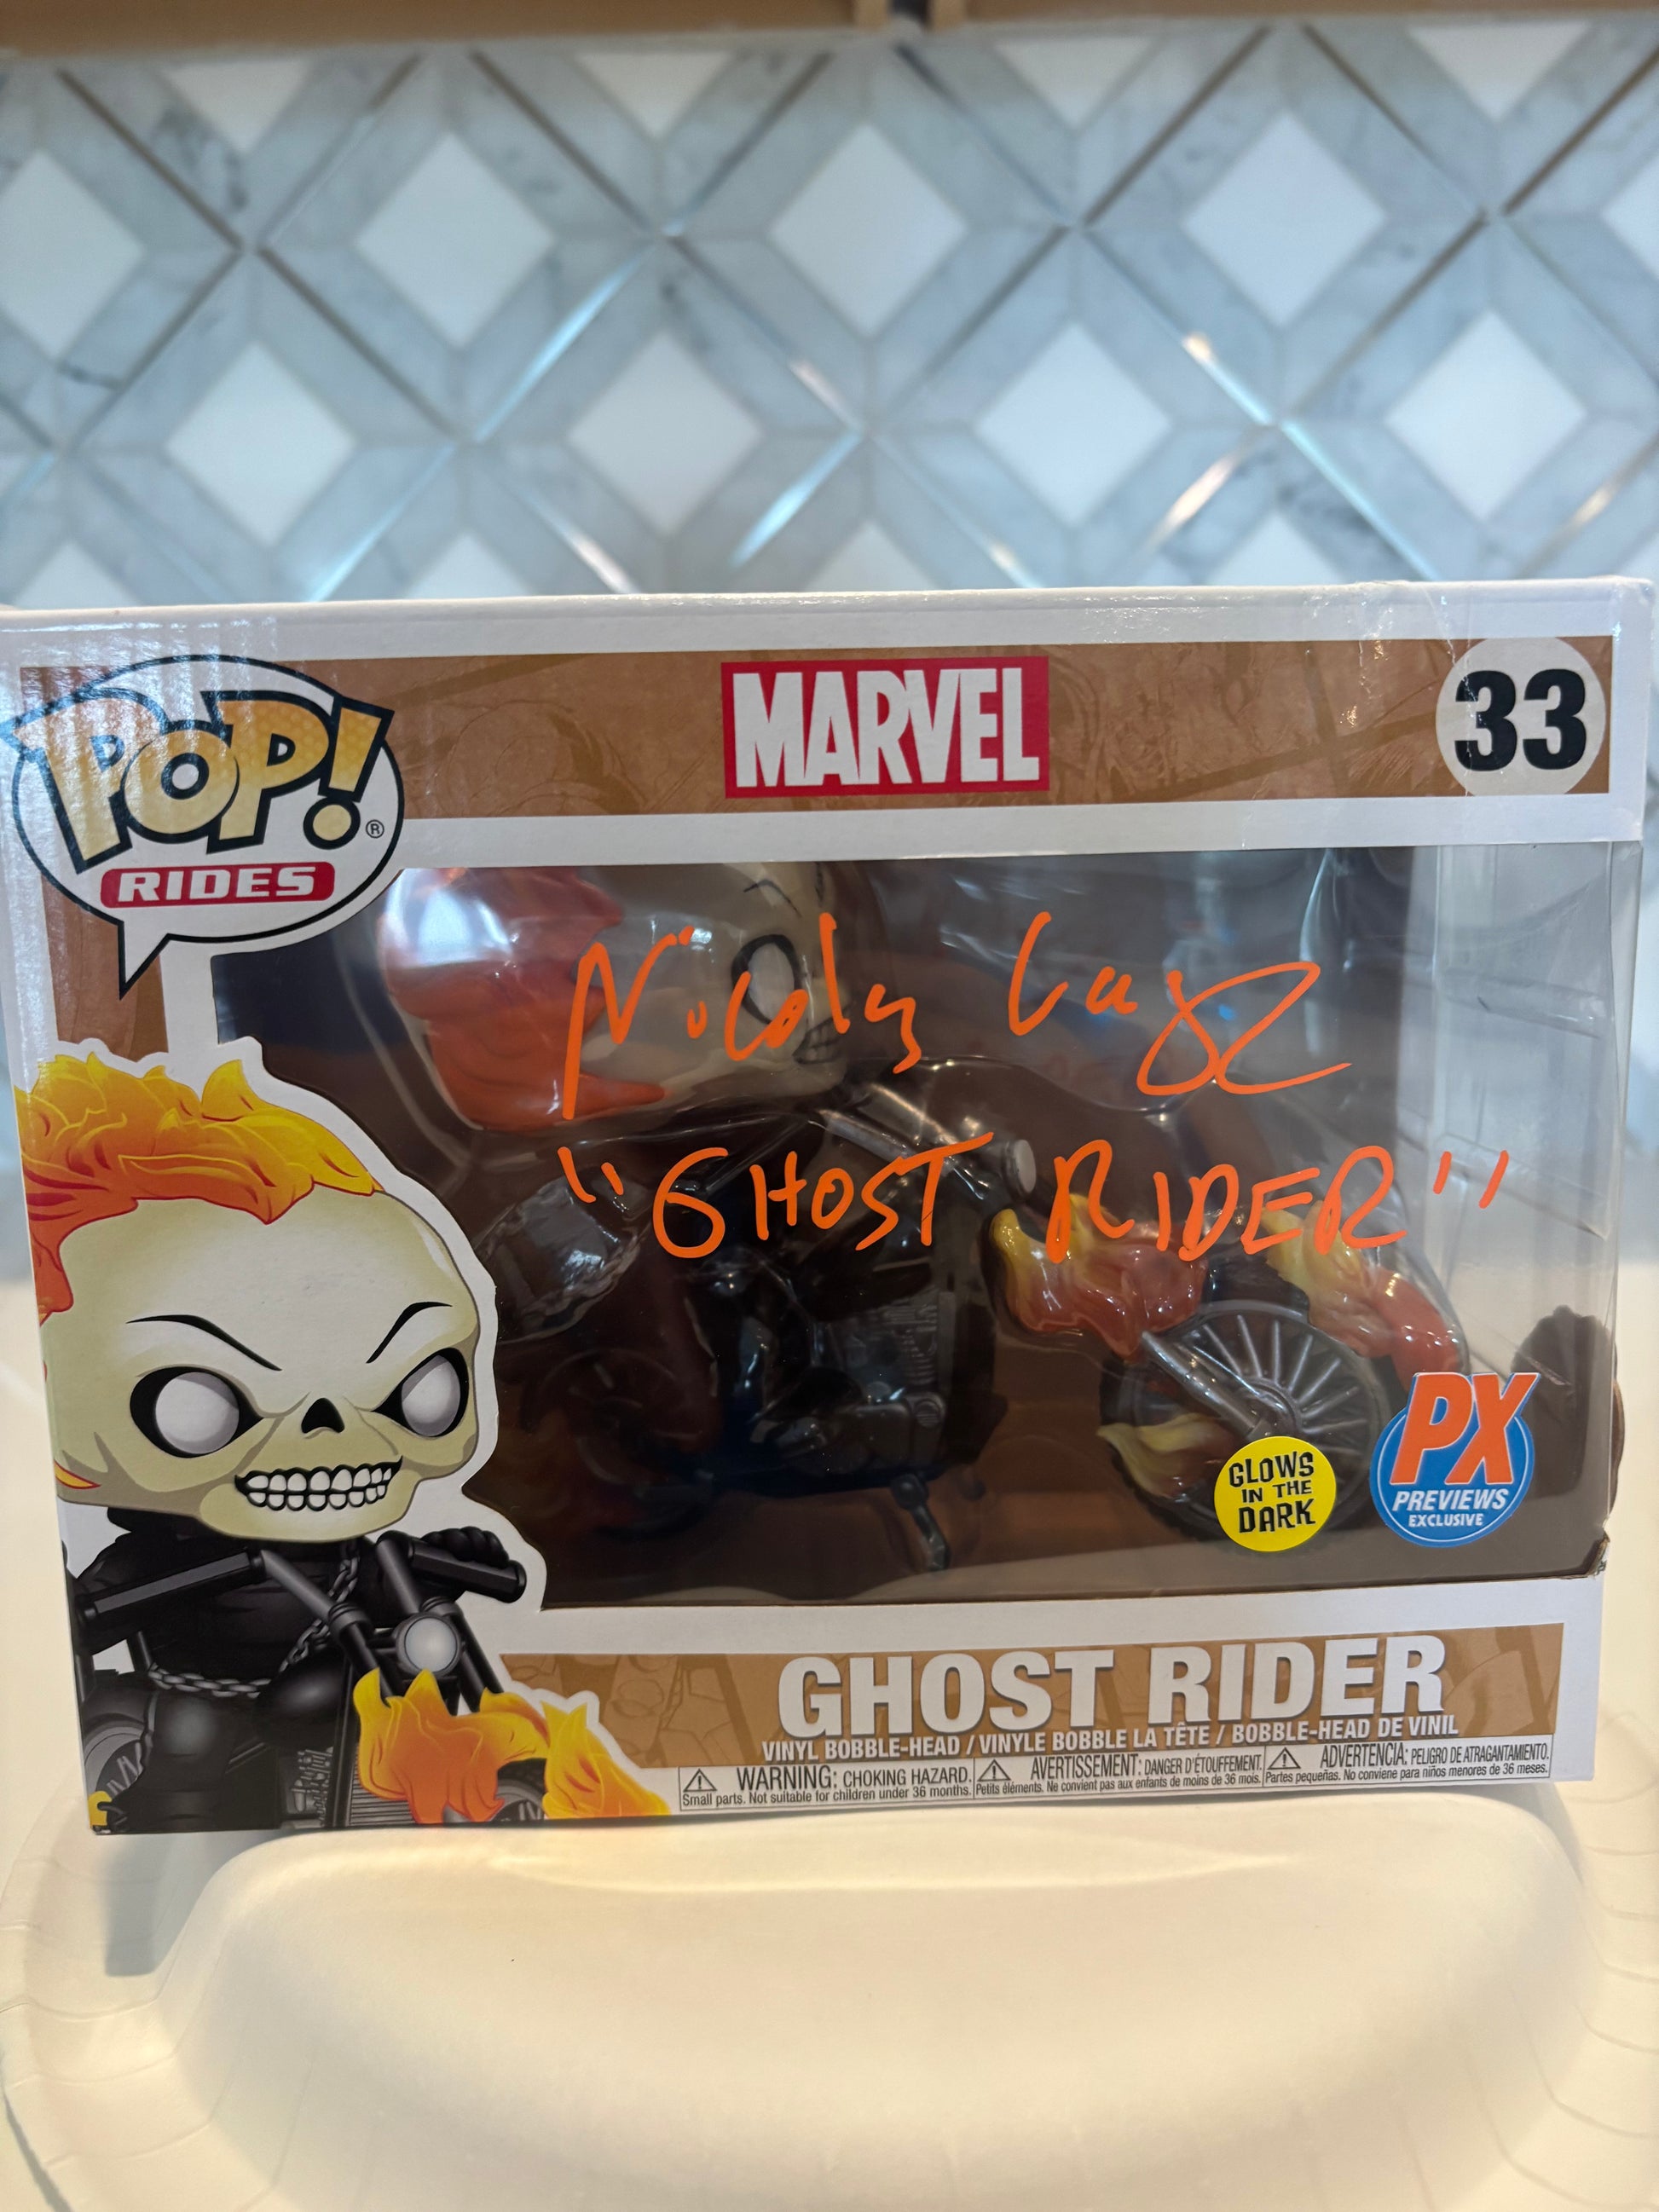 POP!®
RIDES
MARVEL
33
Nicolas Cage
"GHOST RIDER"
GLOWS
IN THE
DARK
PX
PREVIEWS
EXCLUSIVE
GHOST RIDER
VINYL BOBBLE-HEAD / VINYLE BOBBLE LA TÊTE / BOBBLE-HEAD DE VINIL
WARNING: CHOKING HAZARD.
Small parts. Not suitable for children under 36 months.
AVERTISSEMENT: DANGER D'ÉTOUFFEMENT.
Petits éléments. Ne convient pas aux enfants de moins de 36 mois.
ADVERTENCIA: PELIGRO DE ATRAGANTAMIENTO.
Partes pequeñas. No conviene para niños menores de 36 meses.